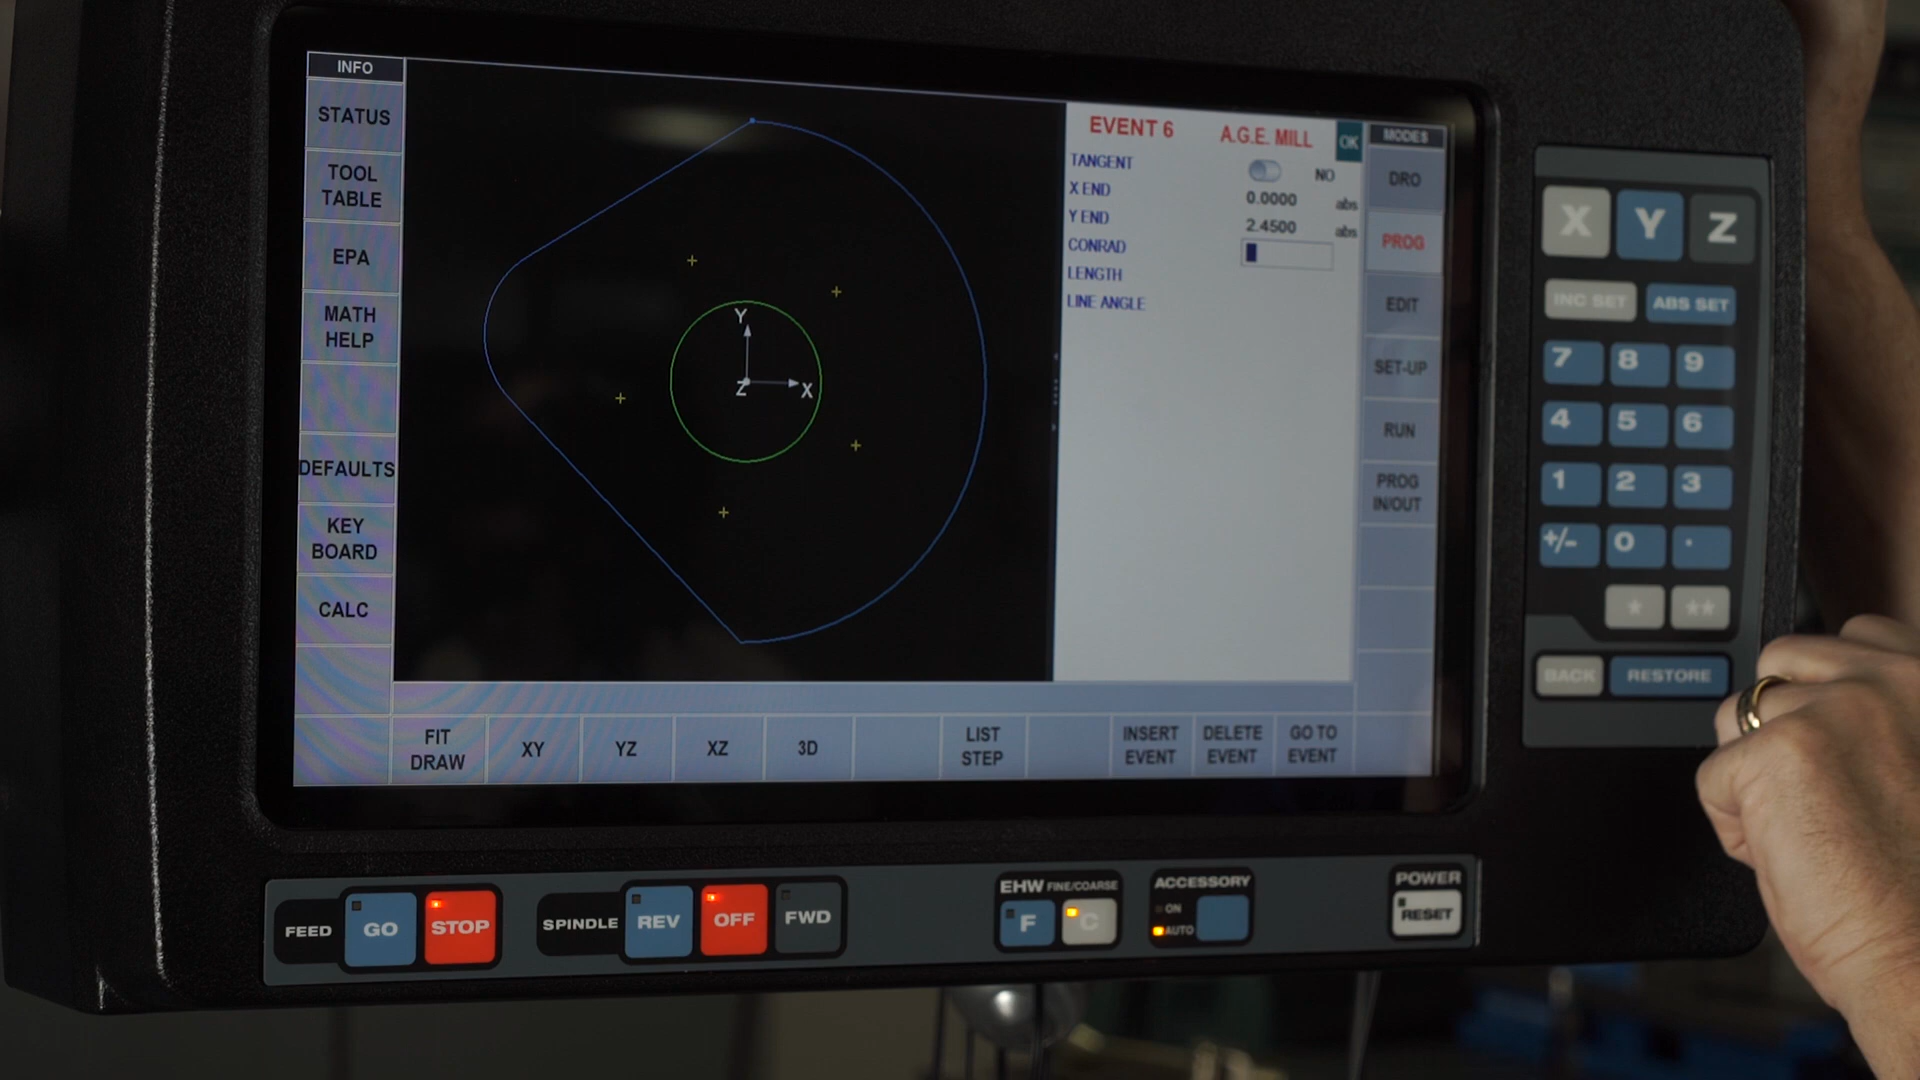 INFO
STATUS
TOOL
TABLE
EPA
MATH
HELP
DEFAULTS
KEY
BOARD
CALC
Y
Z
X
EVENT 6 A.G.E. MILL OK
TANGENT NO
X END 0.0000 abs
Y END 2.4500 abs
CONRAD
LENGTH
LINE ANGLE
MODES
DRO
PROG
EDIT
SET-UP
RUN
PROG
IN/OUT
FIT
DRAW
XY
YZ
XZ
3D
LIST
STEP
INSERT
EVENT
DELETE
EVENT
GO TO
EVENT
X Y Z
INC SET ABS SET
7 8 9
4 5 6
1 2 3
+/- 0 .
* **
BACK RESTORE
FEED GO STOP
SPINDLE REV OFF FWD
EHW FINE/COARSE
F C
ACCESSORY
ON
AUTO
POWER
RESET